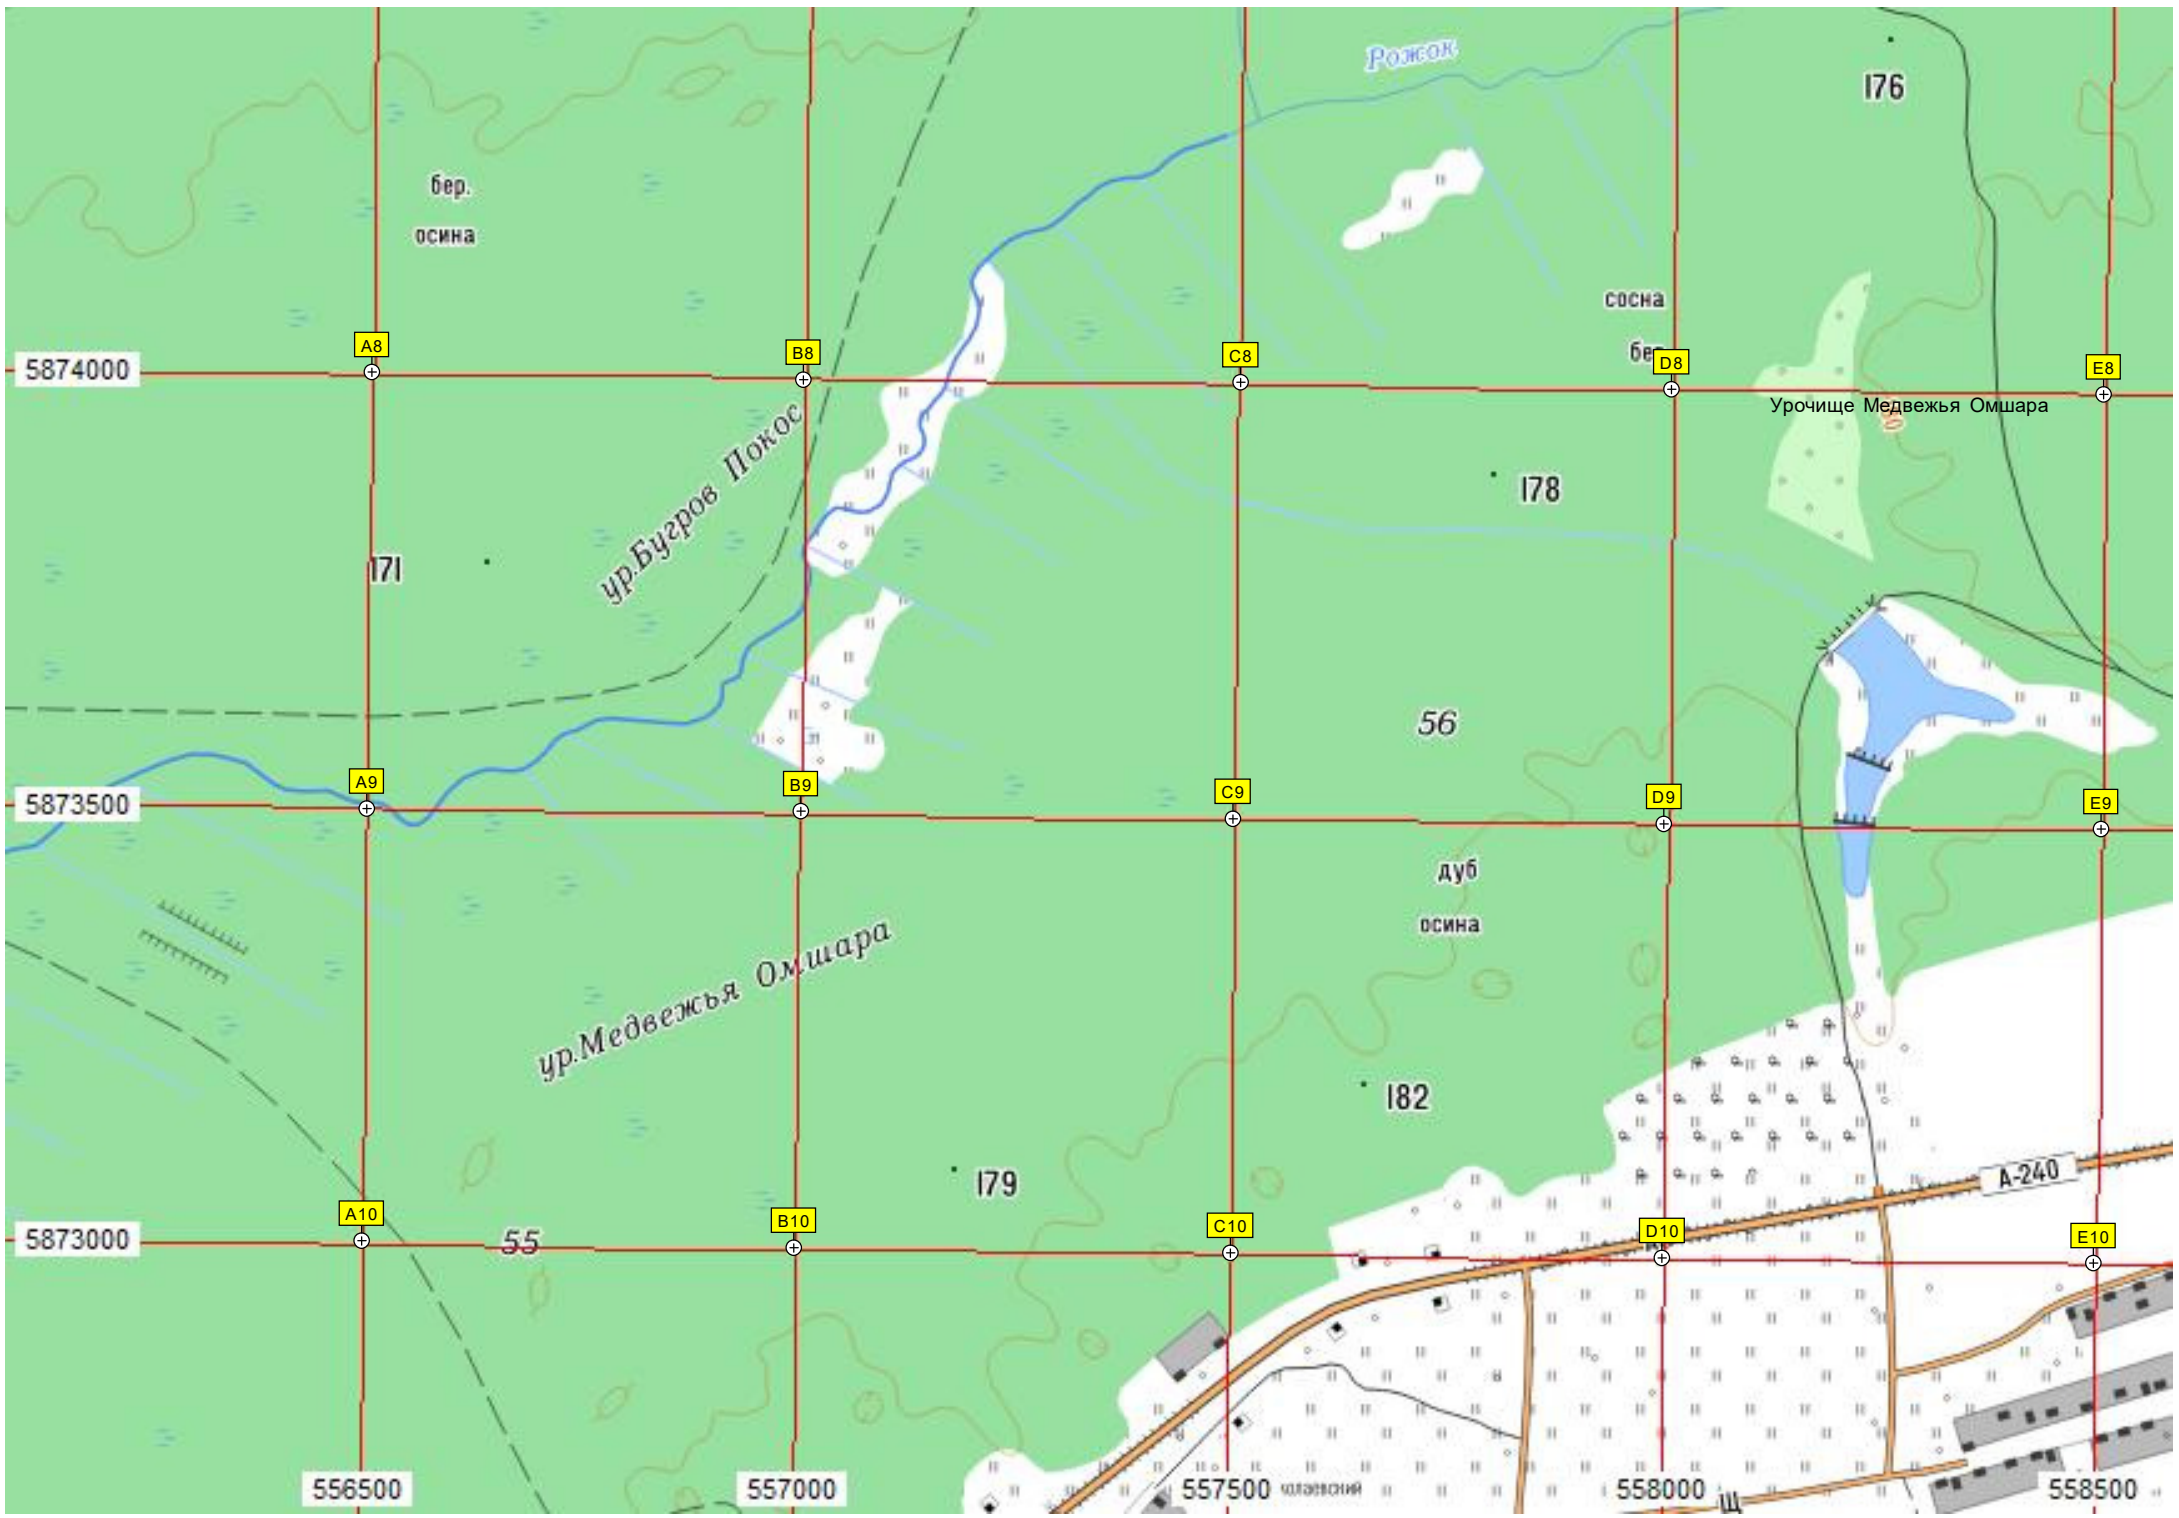 Рожок
176
бер.
осина
сосна
бер
A8
B8
C8
D8
E8
5874000
Урочище Медвежья Омшара
ур.Бугров Покос
178
171
56
A9
B9
C9
D9
E9
5873500
дуб
осина
ур.Медвежья Омшара
182
179
А-240
A10
B10
C10
D10
E10
5873000
55
556500
557000
557500
558000
Щ
558500